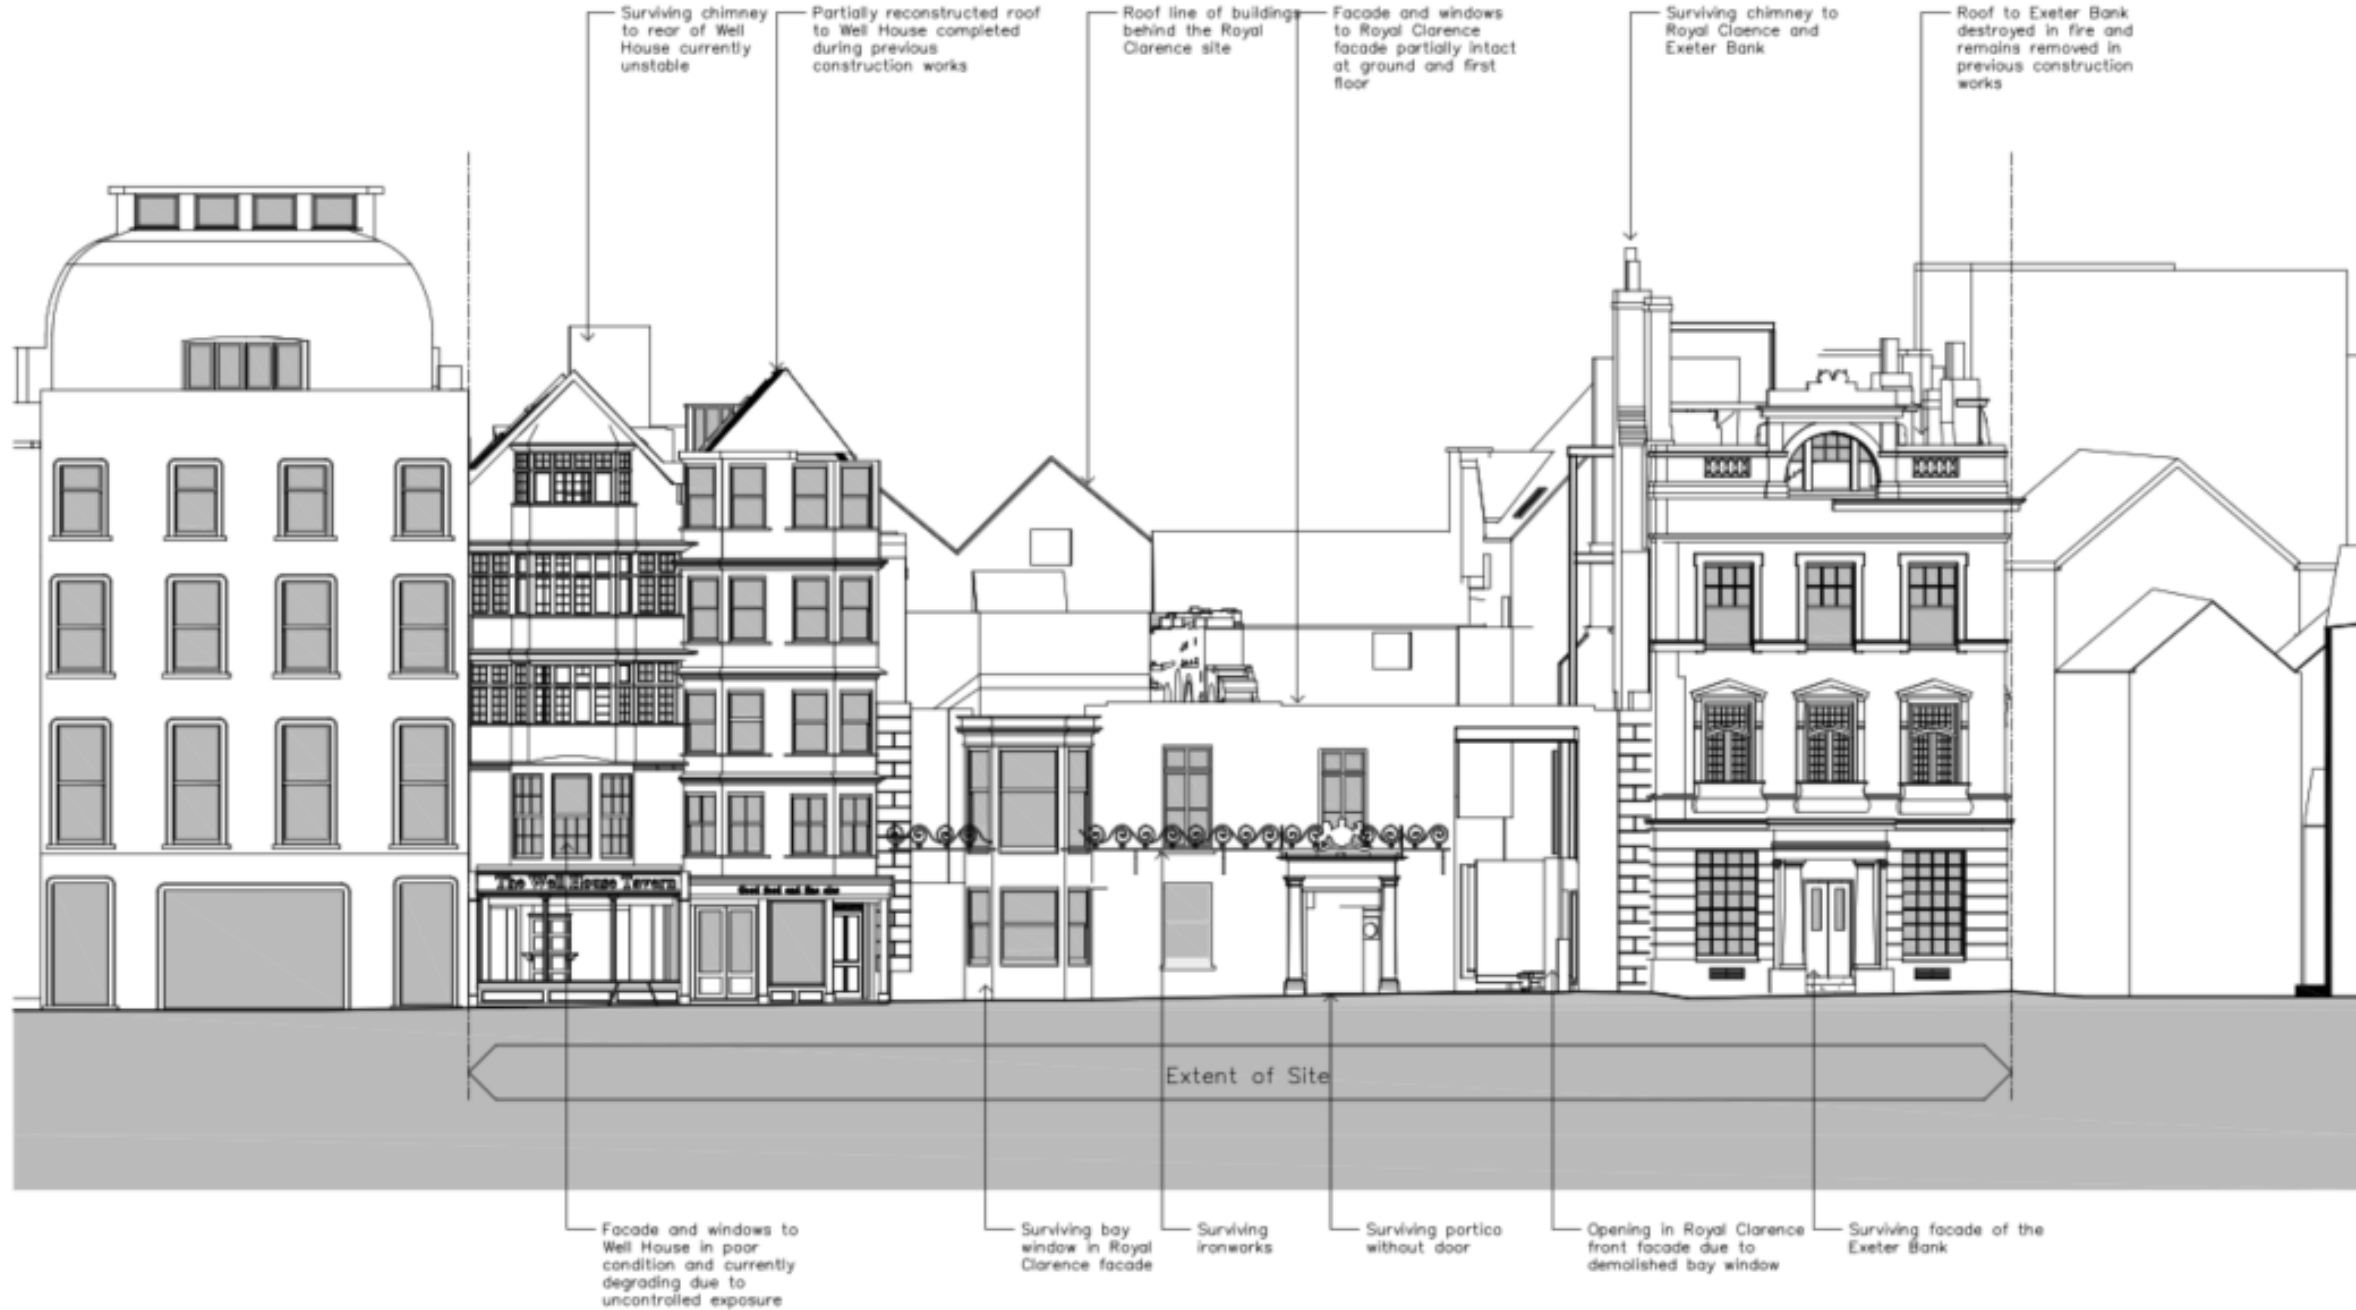 Surviving chimney
to rear of Well
House currently
unstable
Partially reconstructed roof
to Well House completed
during previous
construction works
Roof line of buildings
behind the Royal
Clarence site
Facade and windows
to Royal Clarence
facade partially intact
at ground and first
floor
Surviving chimney to
Royal Claence and
Exeter Bank
Roof to Exeter Bank
destroyed in fire and
remains removed in
previous construction
works
The Well House Tavern
Good food and fine ales
Extent of Site
Facade and windows to
Well House in poor
condition and currently
degrading due to
uncontrolled exposure
Surviving bay
window in Royal
Clarence facade
Surviving
ironworks
Surviving portico
without door
Opening in Royal Clarence
front facade due to
demolished bay window
Surviving facade of the
Exeter Bank